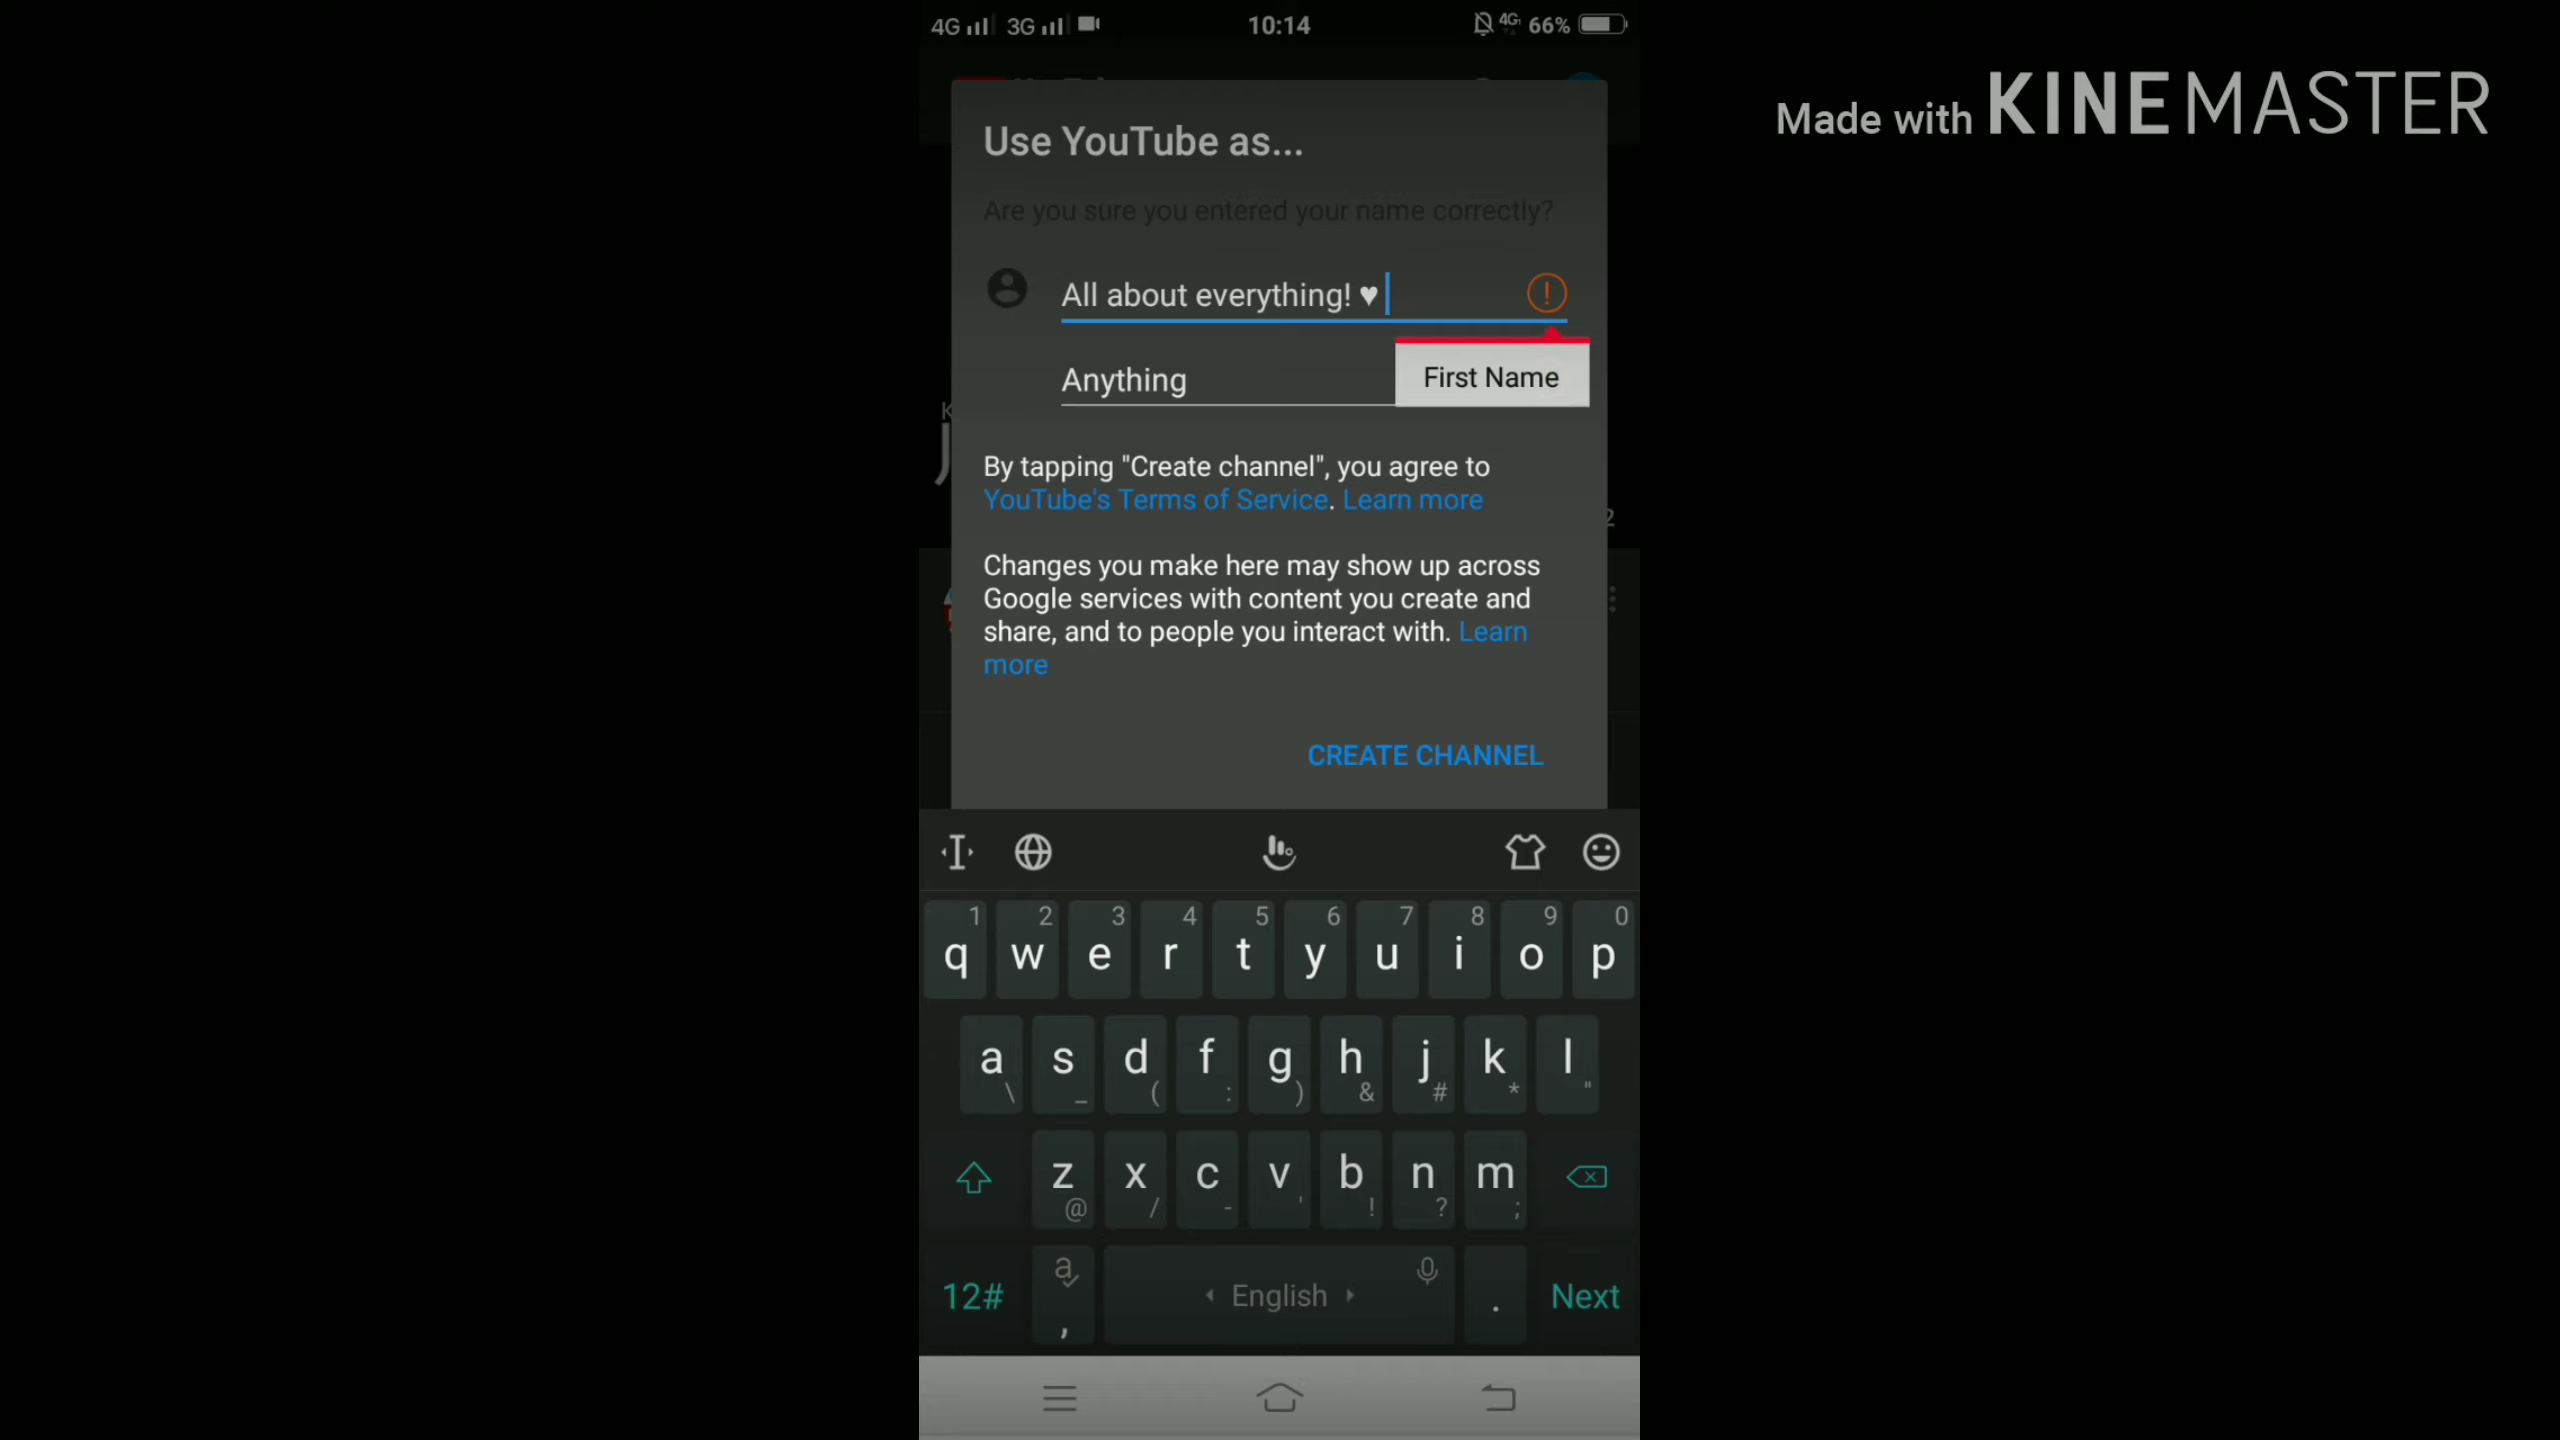 4G 3G 10:14 4G 66%
Made with KINEMASTER
Use YouTube as...
Are you sure you entered your name correctly?
All about everything! ♥
Anything
First Name
By tapping "Create channel", you agree to
YouTube's Terms of Service. Learn more
Changes you make here may show up across
Google services with content you create and
share, and to people you interact with. Learn
more
CREATE CHANNEL
1 2 3 4 5 6 7 8 9 0
q w e r t y u i o p
a s d f g h j k l
\ _ ( : ) & # * "
z x c v b n m
@ / - ' ! ? ;
12# a , English . Next